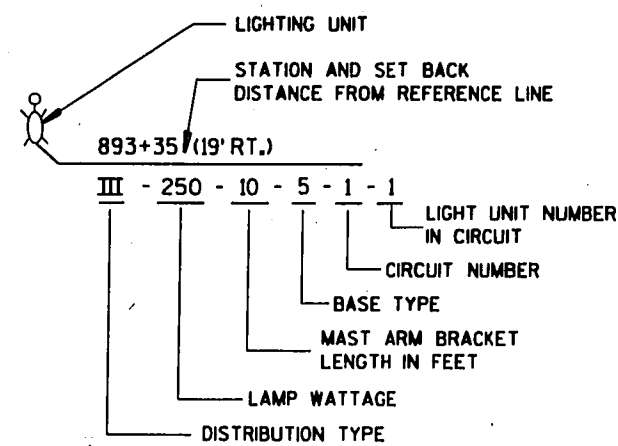 LIGHTING UNIT
STATION AND SET BACK
DISTANCE FROM REFERENCE LINE
893+35 (19' RT.)
III - 250 - 10 - 5 - 1 - 1
LIGHT UNIT NUMBER
IN CIRCUIT
CIRCUIT NUMBER
BASE TYPE
MAST ARM BRACKET
LENGTH IN FEET
LAMP WATTAGE
DISTRIBUTION TYPE